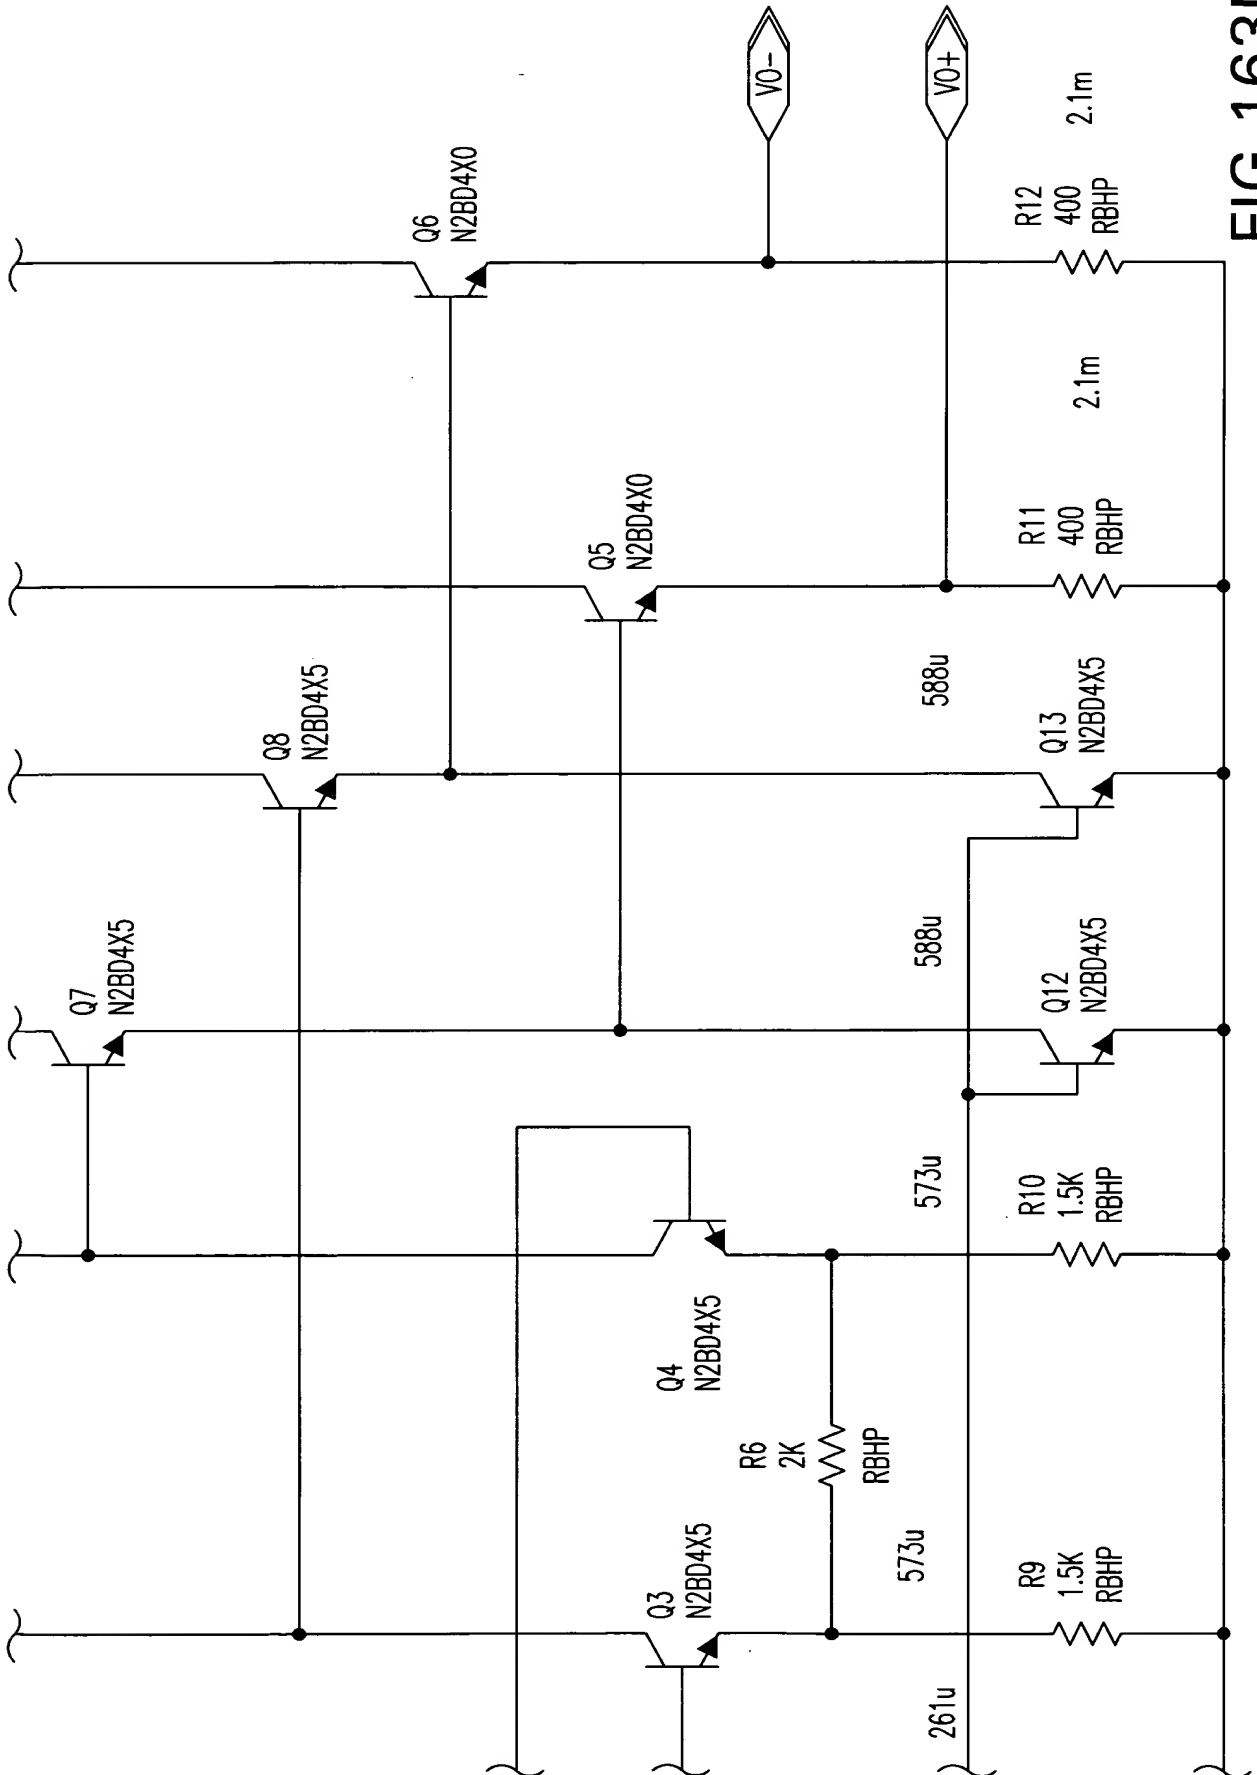 Q7
N2BD4X5
Q8
N2BD4X5
Q6
N2BD4X0
Q5
N2BD4X0
Q3
N2BD4X5
Q4
N2BD4X5
R6
2K
RBHP
VO-
VO+
261u
573u
573u
588u
588u
R9
1.5K
RBHP
R10
1.5K
RBHP
Q12
N2BD4X5
Q13
N2BD4X5
R11
400
RBHP
2.1m
R12
400
RBHP
2.1m
FIG.